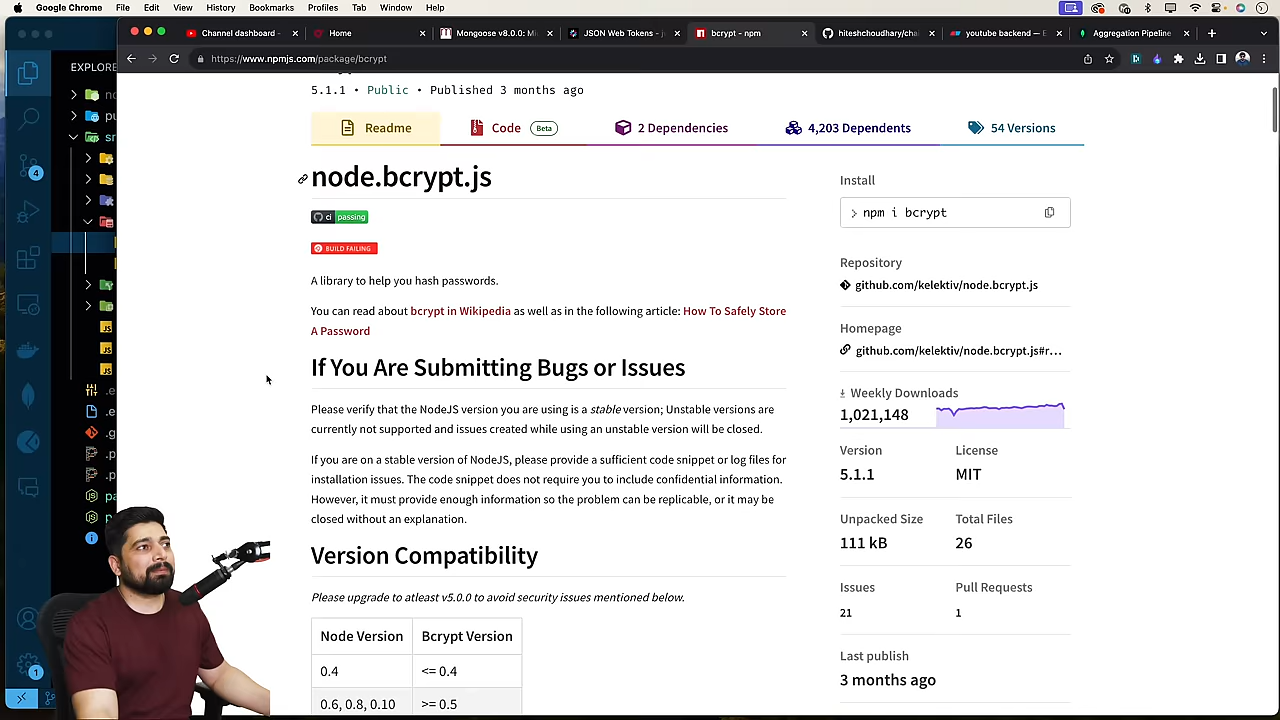 Google Chrome File Edit View History Bookmarks Profiles Tab Window Help
Channel dashboard - Home Mongoose v8.0.0: Mi JSON Web Tokens - j bcrypt - npm hiteshchoudhary/chai youtube backend — E Aggregation Pipeline
https://www.npmjs.com/package/bcrypt
EXPLORE
5.1.1 • Public • Published 3 months ago
Readme
Code Beta
2 Dependencies
4,203 Dependents
54 Versions
node.bcrypt.js
ci passing
BUILD FAILING
A library to help you hash passwords.
You can read about bcrypt in Wikipedia as well as in the following article: How To Safely Store
A Password
If You Are Submitting Bugs or Issues
Please verify that the NodeJS version you are using is a stable version; Unstable versions are
currently not supported and issues created while using an unstable version will be closed.
If you are on a stable version of NodeJS, please provide a sufficient code snippet or log files for
installation issues. The code snippet does not require you to include confidential information.
However, it must provide enough information so the problem can be replicable, or it may be
closed without an explanation.
Version Compatibility
Please upgrade to atleast v5.0.0 to avoid security issues mentioned below.
Node Version Bcrypt Version
0.4 <= 0.4
0.6, 0.8, 0.10 >= 0.5
Install
> npm i bcrypt
Repository
github.com/kelektiv/node.bcrypt.js
Homepage
github.com/kelektiv/node.bcrypt.js#r...
Weekly Downloads
1,021,148
Version License
5.1.1 MIT
Unpacked Size Total Files
111 kB 26
Issues Pull Requests
21 1
Last publish
3 months ago
4
1